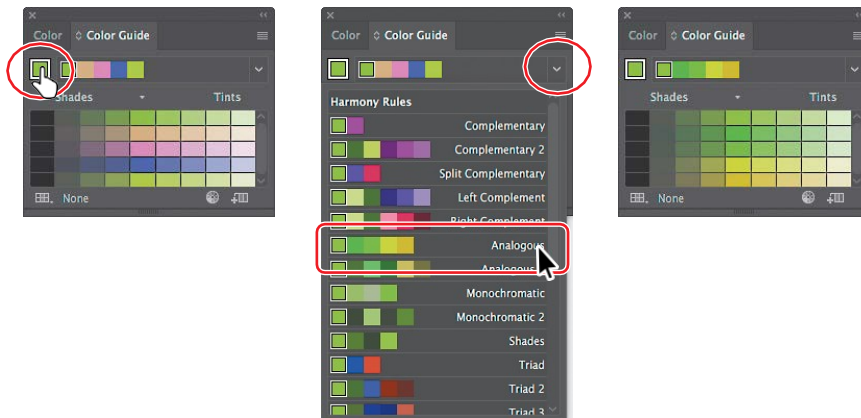 Color Color Guide
Shades Tints
None
Color Color Guide
Harmony Rules
Complementary
Complementary 2
Split Complementary
Left Complement
Right Complement
Analogous
Analogous
Monochromatic
Monochromatic 2
Shades
Triad
Triad 2
Triad 3
Color Color Guide
Shades Tints
None